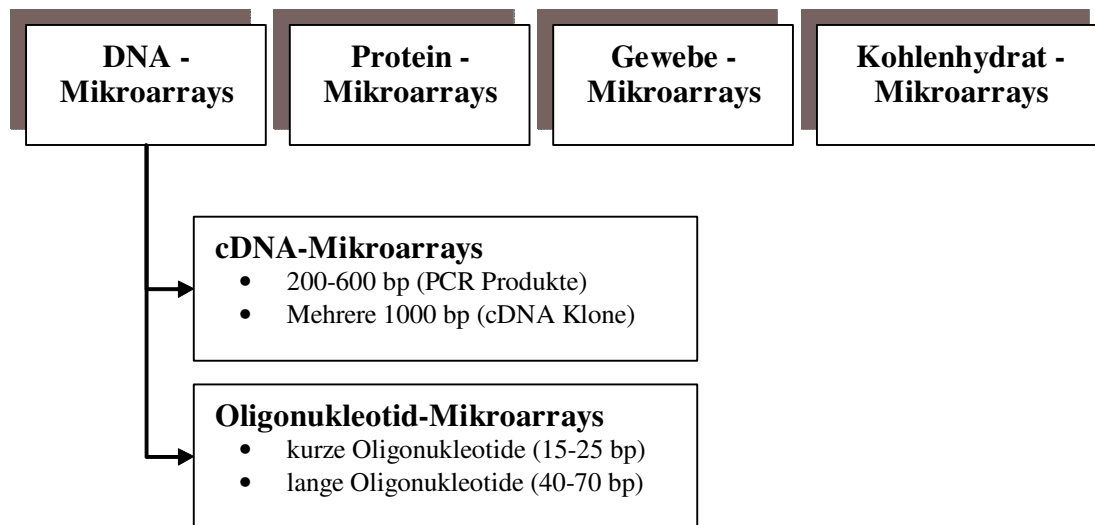 DNA -
Mikroarrays
Protein -
Mikroarrays
Gewebe -
Mikroarrays
Kohlenhydrat -
Mikroarrays
cDNA-Mikroarrays
• 200-600 bp (PCR Produkte)
• Mehrere 1000 bp (cDNA Klone)
Oligonukleotid-Mikroarrays
• kurze Oligonukleotide (15-25 bp)
• lange Oligonukleotide (40-70 bp)